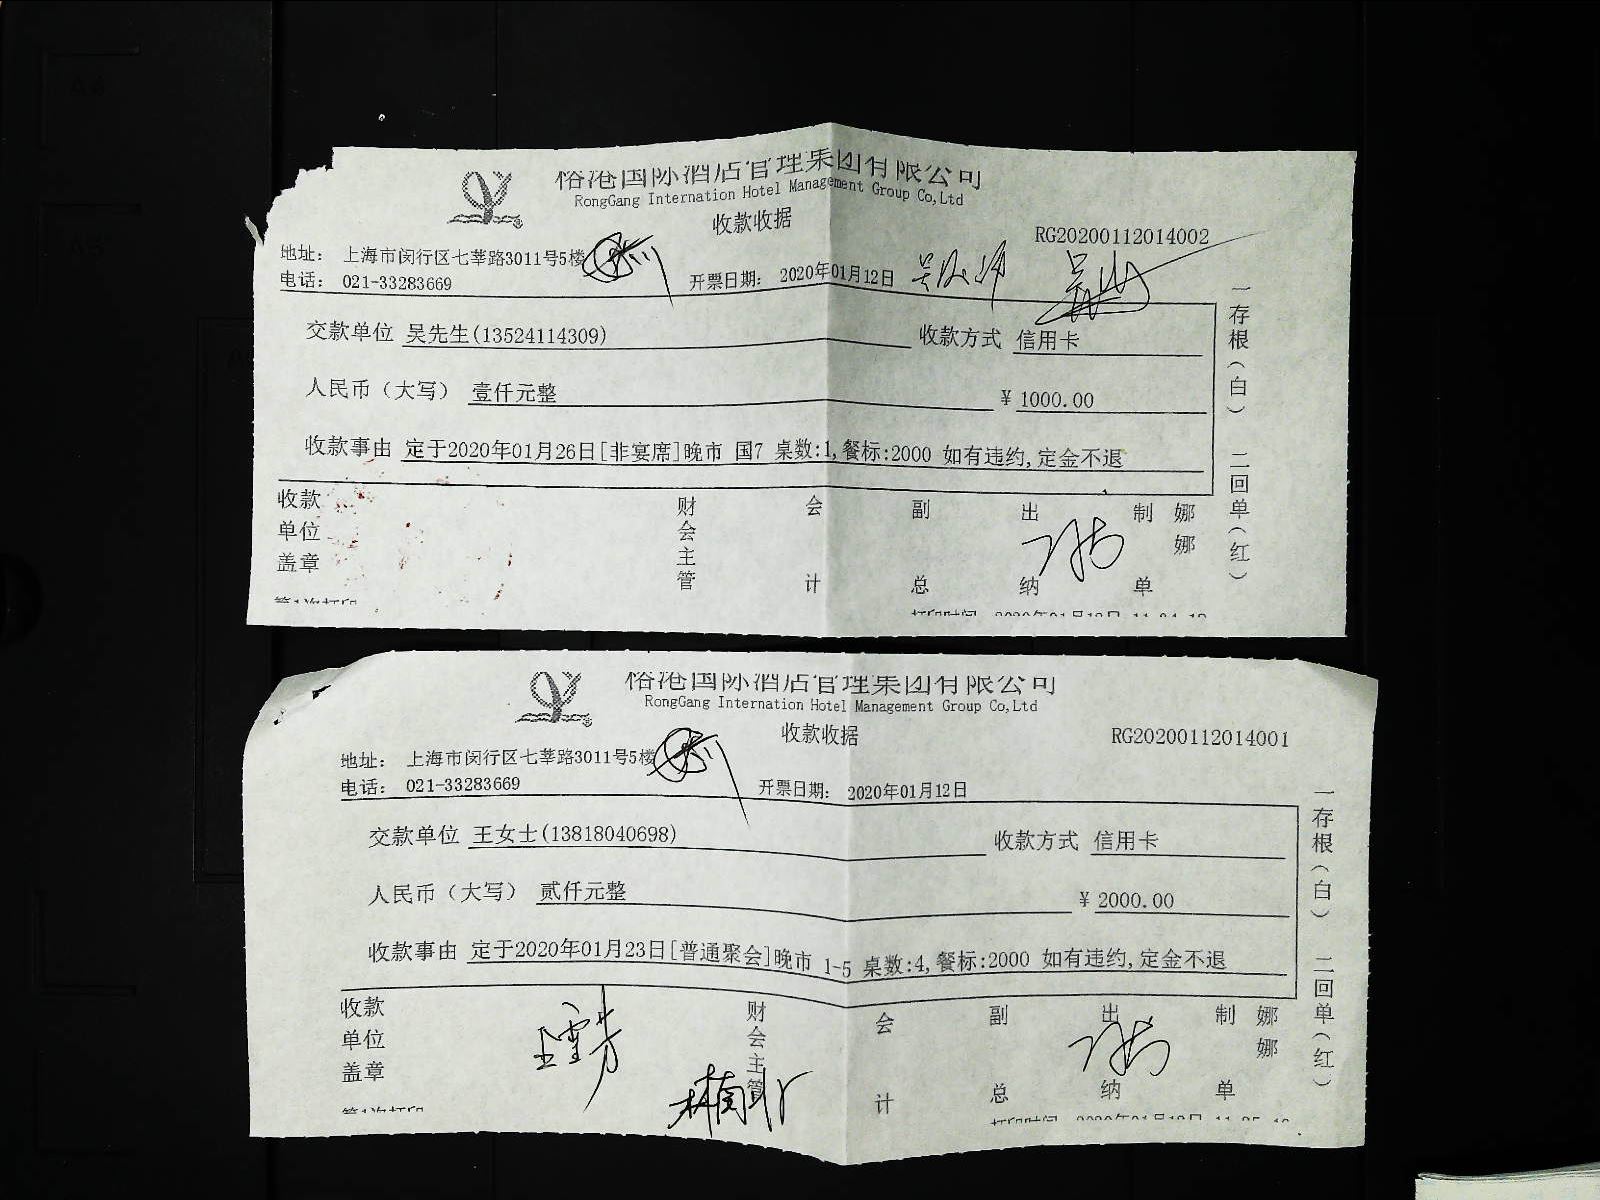 裕港国际酒店管理集团有限公司
RongGang Internation Hotel Management Group Co,Ltd
收款收据
RG20200112014002
地址： 上海市闵行区七莘路3011号5楼
电话： 021-33283669 开票日期： 2020年01月12日
交款单位 吴先生(13524114309) 收款方式 信用卡
人民币（大写） 壹仟元整 ¥ 1000.00
收款事由 定于2020年01月26日[非宴席]晚市 国7 桌数:1,餐标:2000 如有违约,定金不退
收款单位盖章 财会主管 会计 副总 出纳 制单 娜娜
一存根（白） 二回单（红）
第1次打印
裕港国际酒店管理集团有限公司
RongGang Internation Hotel Management Group Co,Ltd
收款收据
RG20200112014001
地址： 上海市闵行区七莘路3011号5楼
电话： 021-33283669 开票日期： 2020年01月12日
交款单位 王女士(13818040698) 收款方式 信用卡
人民币（大写） 贰仟元整 ¥ 2000.00
收款事由 定于2020年01月23日[普通聚会]晚市 1-5 桌数:4,餐标:2000 如有违约,定金不退
收款单位盖章 财会主管 会计 副总 出纳 制单 娜娜
一存根（白） 二回单（红）
第1次打印